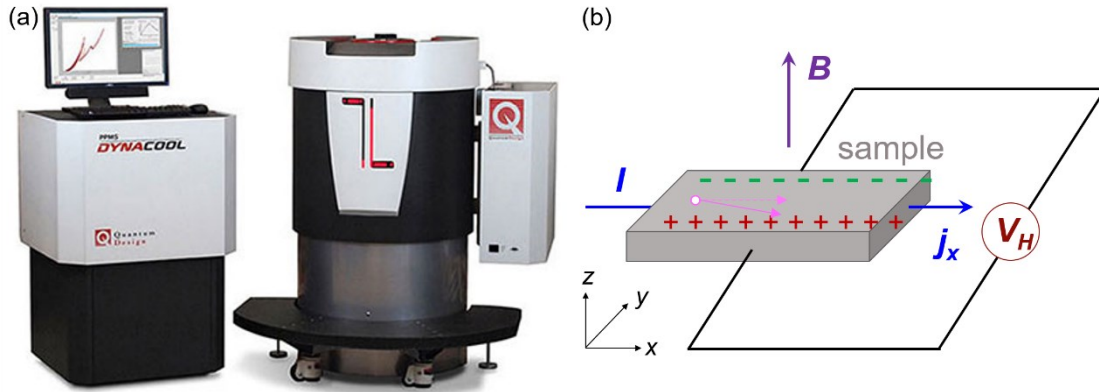 (a)
PPMS
DYNACOOL
Quantum
Design
Q
(b)
B
sample
I
V_H
j_x
z
y
x